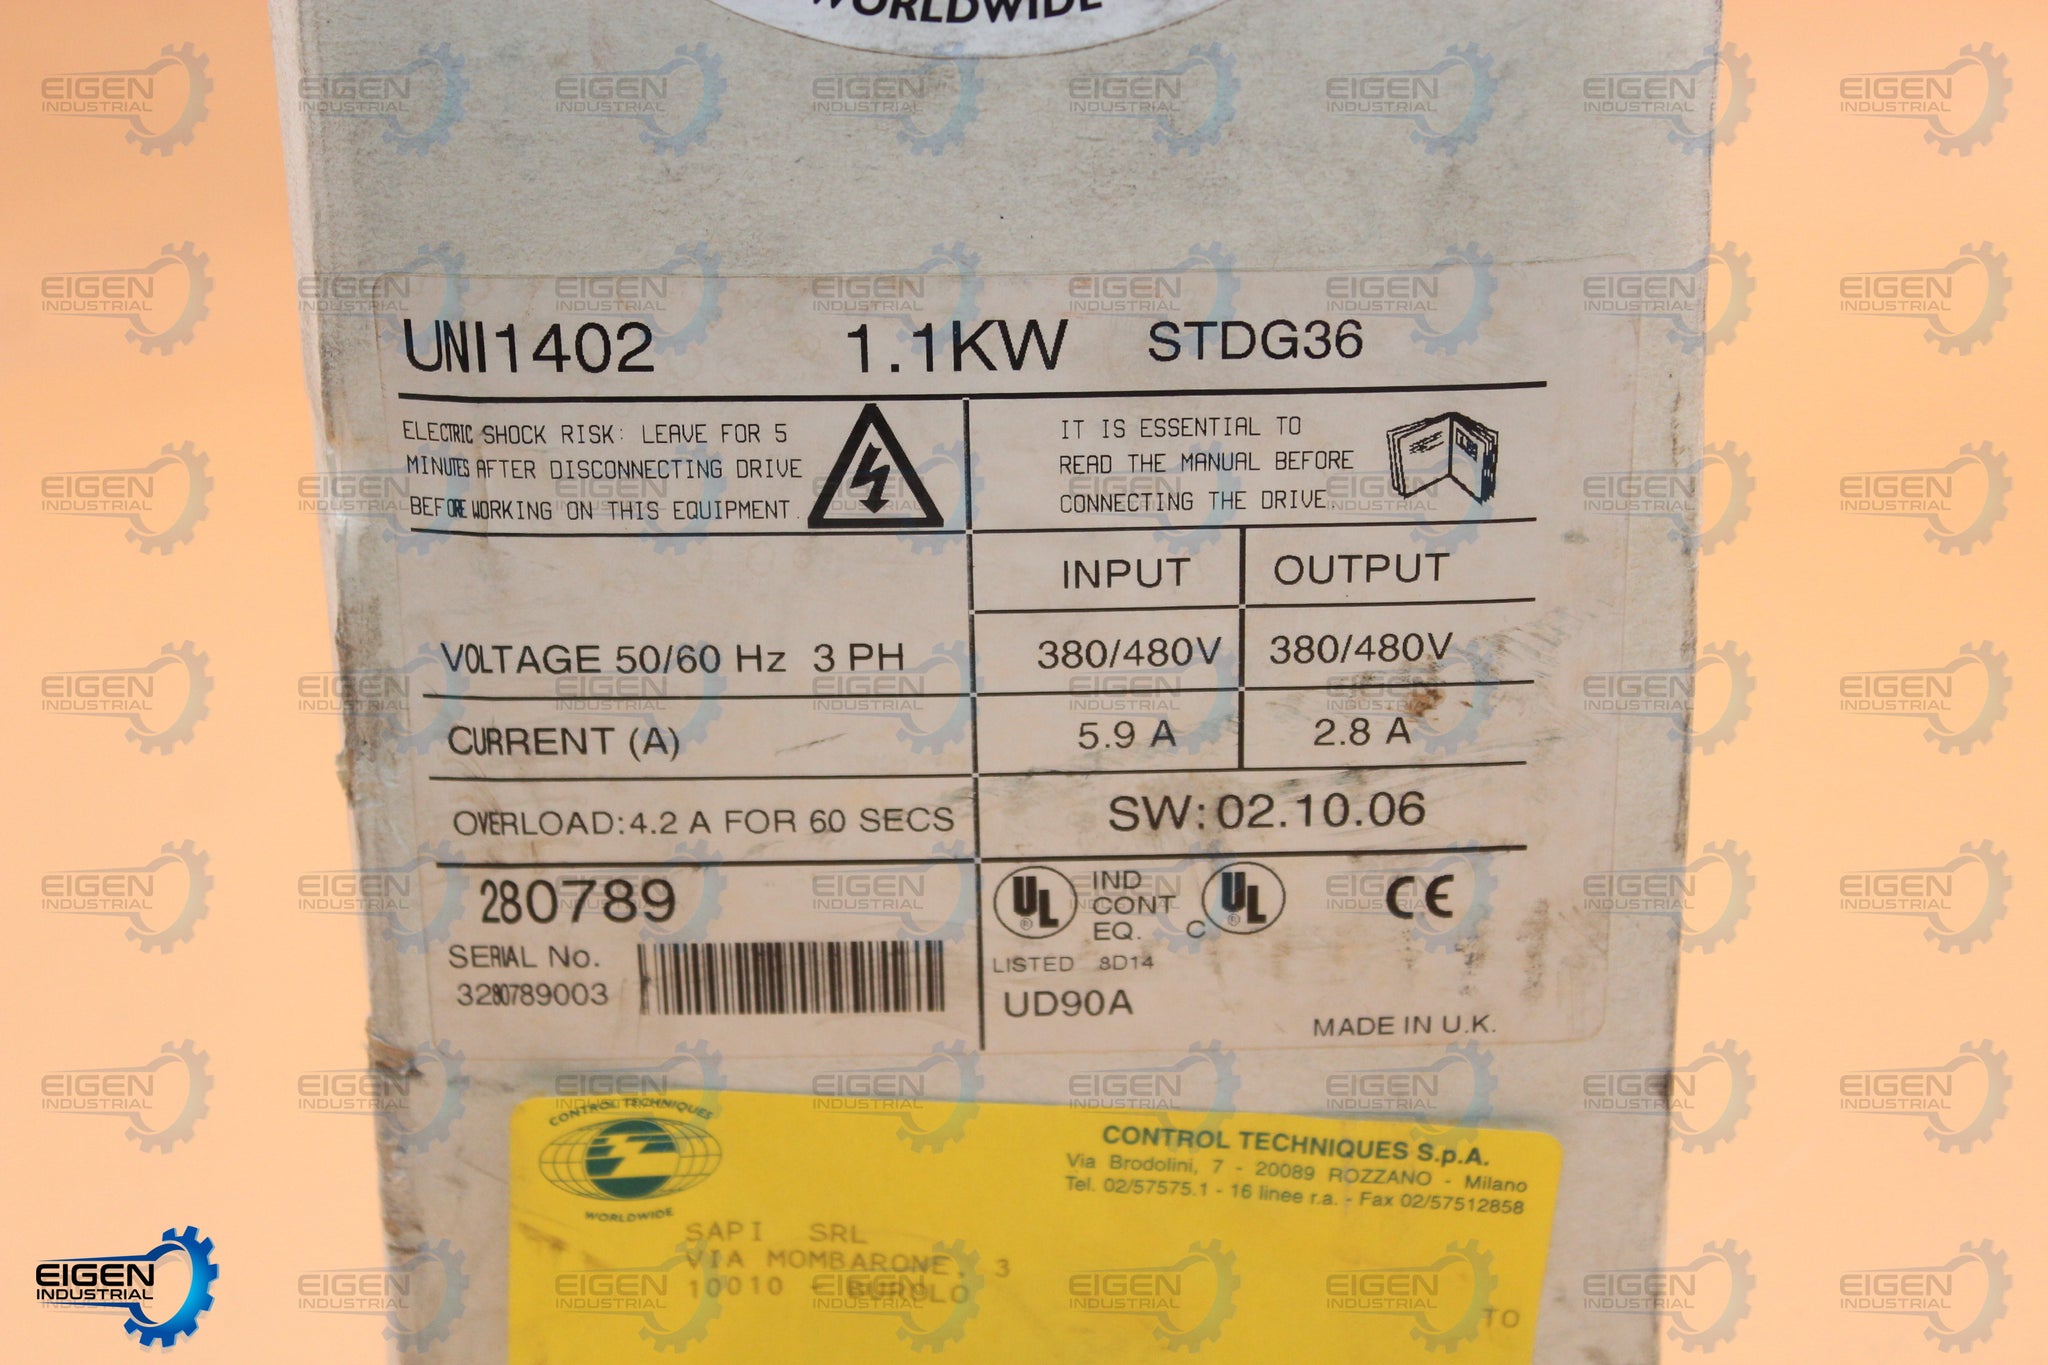 WORLDWIDE
UNI1402 1.1KW STDG36
ELECTRIC SHOCK RISK: LEAVE FOR 5
MINUTES AFTER DISCONNECTING DRIVE
BEFORE WORKING ON THIS EQUIPMENT.
IT IS ESSENTIAL TO
READ THE MANUAL BEFORE
CONNECTING THE DRIVE.
INPUT OUTPUT
VOLTAGE 50/60 Hz 3 PH 380/480V 380/480V
CURRENT (A) 5.9 A 2.8 A
OVERLOAD:4.2 A FOR 60 SECS SW:02.10.06
280789
SERIAL No.
3280789003
UL
IND
CONT
EQ.
C UL
CE
LISTED 8D14
UD90A
MADE IN U.K.
CONTROL TECHNIQUES
WORLDWIDE
CONTROL TECHNIQUES S.p.A.
Via Brodolini, 7 - 20089 ROZZANO - Milano
Tel. 02/57575.1 - 16 linee r.a. - Fax 02/57512858
SAPI SRL
VIA MOMBARONE, 3
10010 - BUROLO
TO
EIGEN
INDUSTRIAL